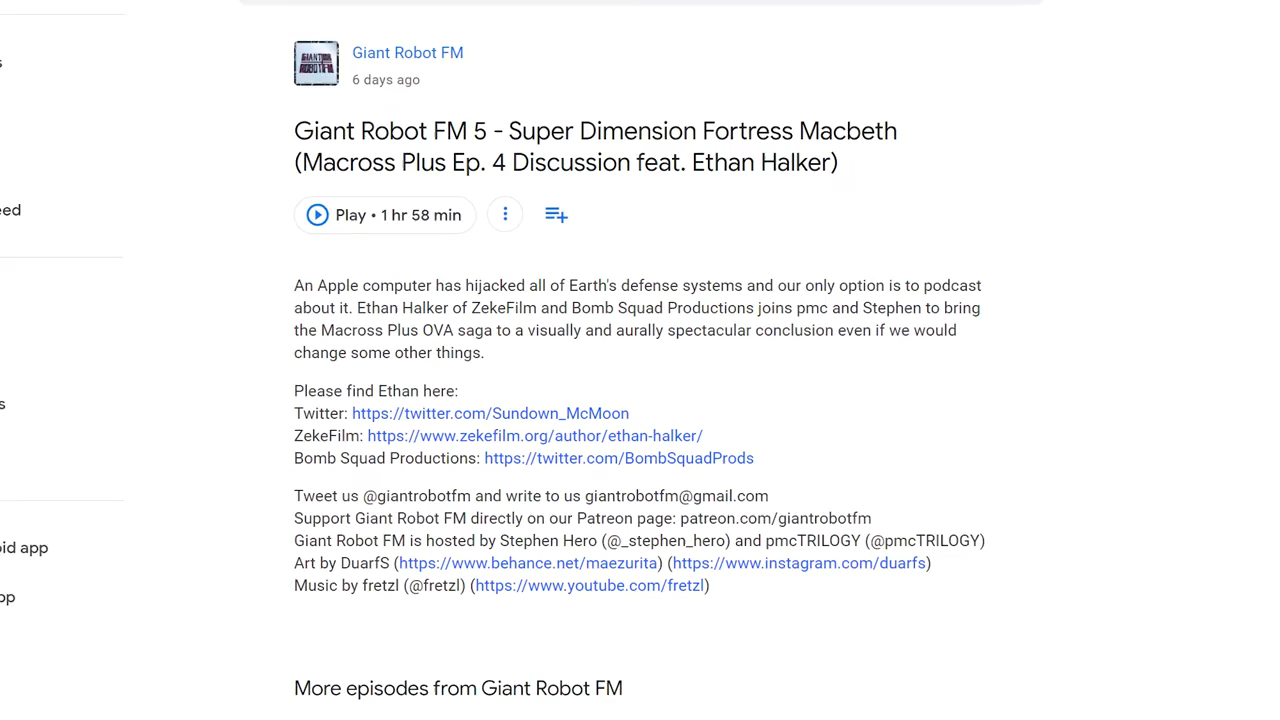 s
Giant Robot FM
GIANT
ROBOT FM
6 days ago
Giant Robot FM 5 - Super Dimension Fortress Macbeth
(Macross Plus Ep. 4 Discussion feat. Ethan Halker)
eed
Play • 1 hr 58 min
An Apple computer has hijacked all of Earth's defense systems and our only option is to podcast
about it. Ethan Halker of ZekeFilm and Bomb Squad Productions joins pmc and Stephen to bring
the Macross Plus OVA saga to a visually and aurally spectacular conclusion even if we would
change some other things.
Please find Ethan here:
s
Twitter: https://twitter.com/Sundown_McMoon
ZekeFilm: https://www.zekefilm.org/author/ethan-halker/
Bomb Squad Productions: https://twitter.com/BombSquadProds
Tweet us @giantrobotfm and write to us giantrobotfm@gmail.com
Support Giant Robot FM directly on our Patreon page: patreon.com/giantrobotfm
Giant Robot FM is hosted by Stephen Hero (@_stephen_hero) and pmcTRILOGY (@pmcTRILOGY)
oid app
Art by DuarfS (https://www.behance.net/maezurita) (https://www.instagram.com/duarfs)
Music by fretzl (@fretzl) (https://www.youtube.com/fretzl)
pp
More episodes from Giant Robot FM